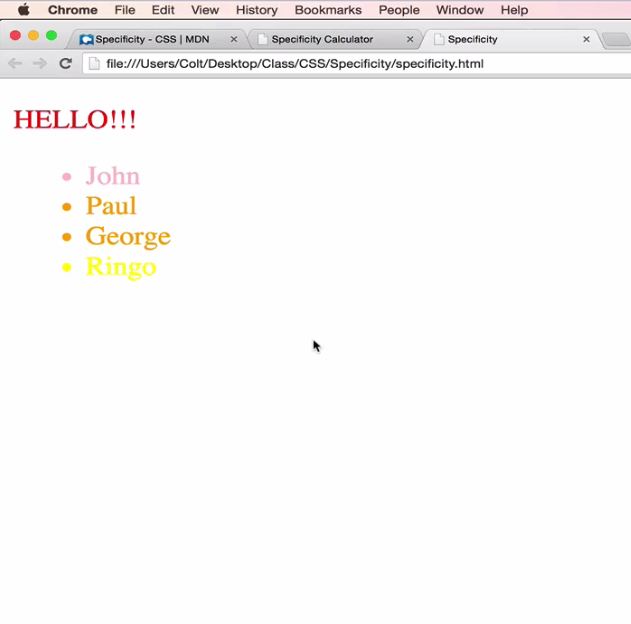 Chrome File Edit View History Bookmarks People Window Help
Specificity - CSS | MDN Specificity Calculator Specificity
file:///Users/Colt/Desktop/Class/CSS/Specificity/specificity.html
HELLO!!!
John
Paul
George
Ringo